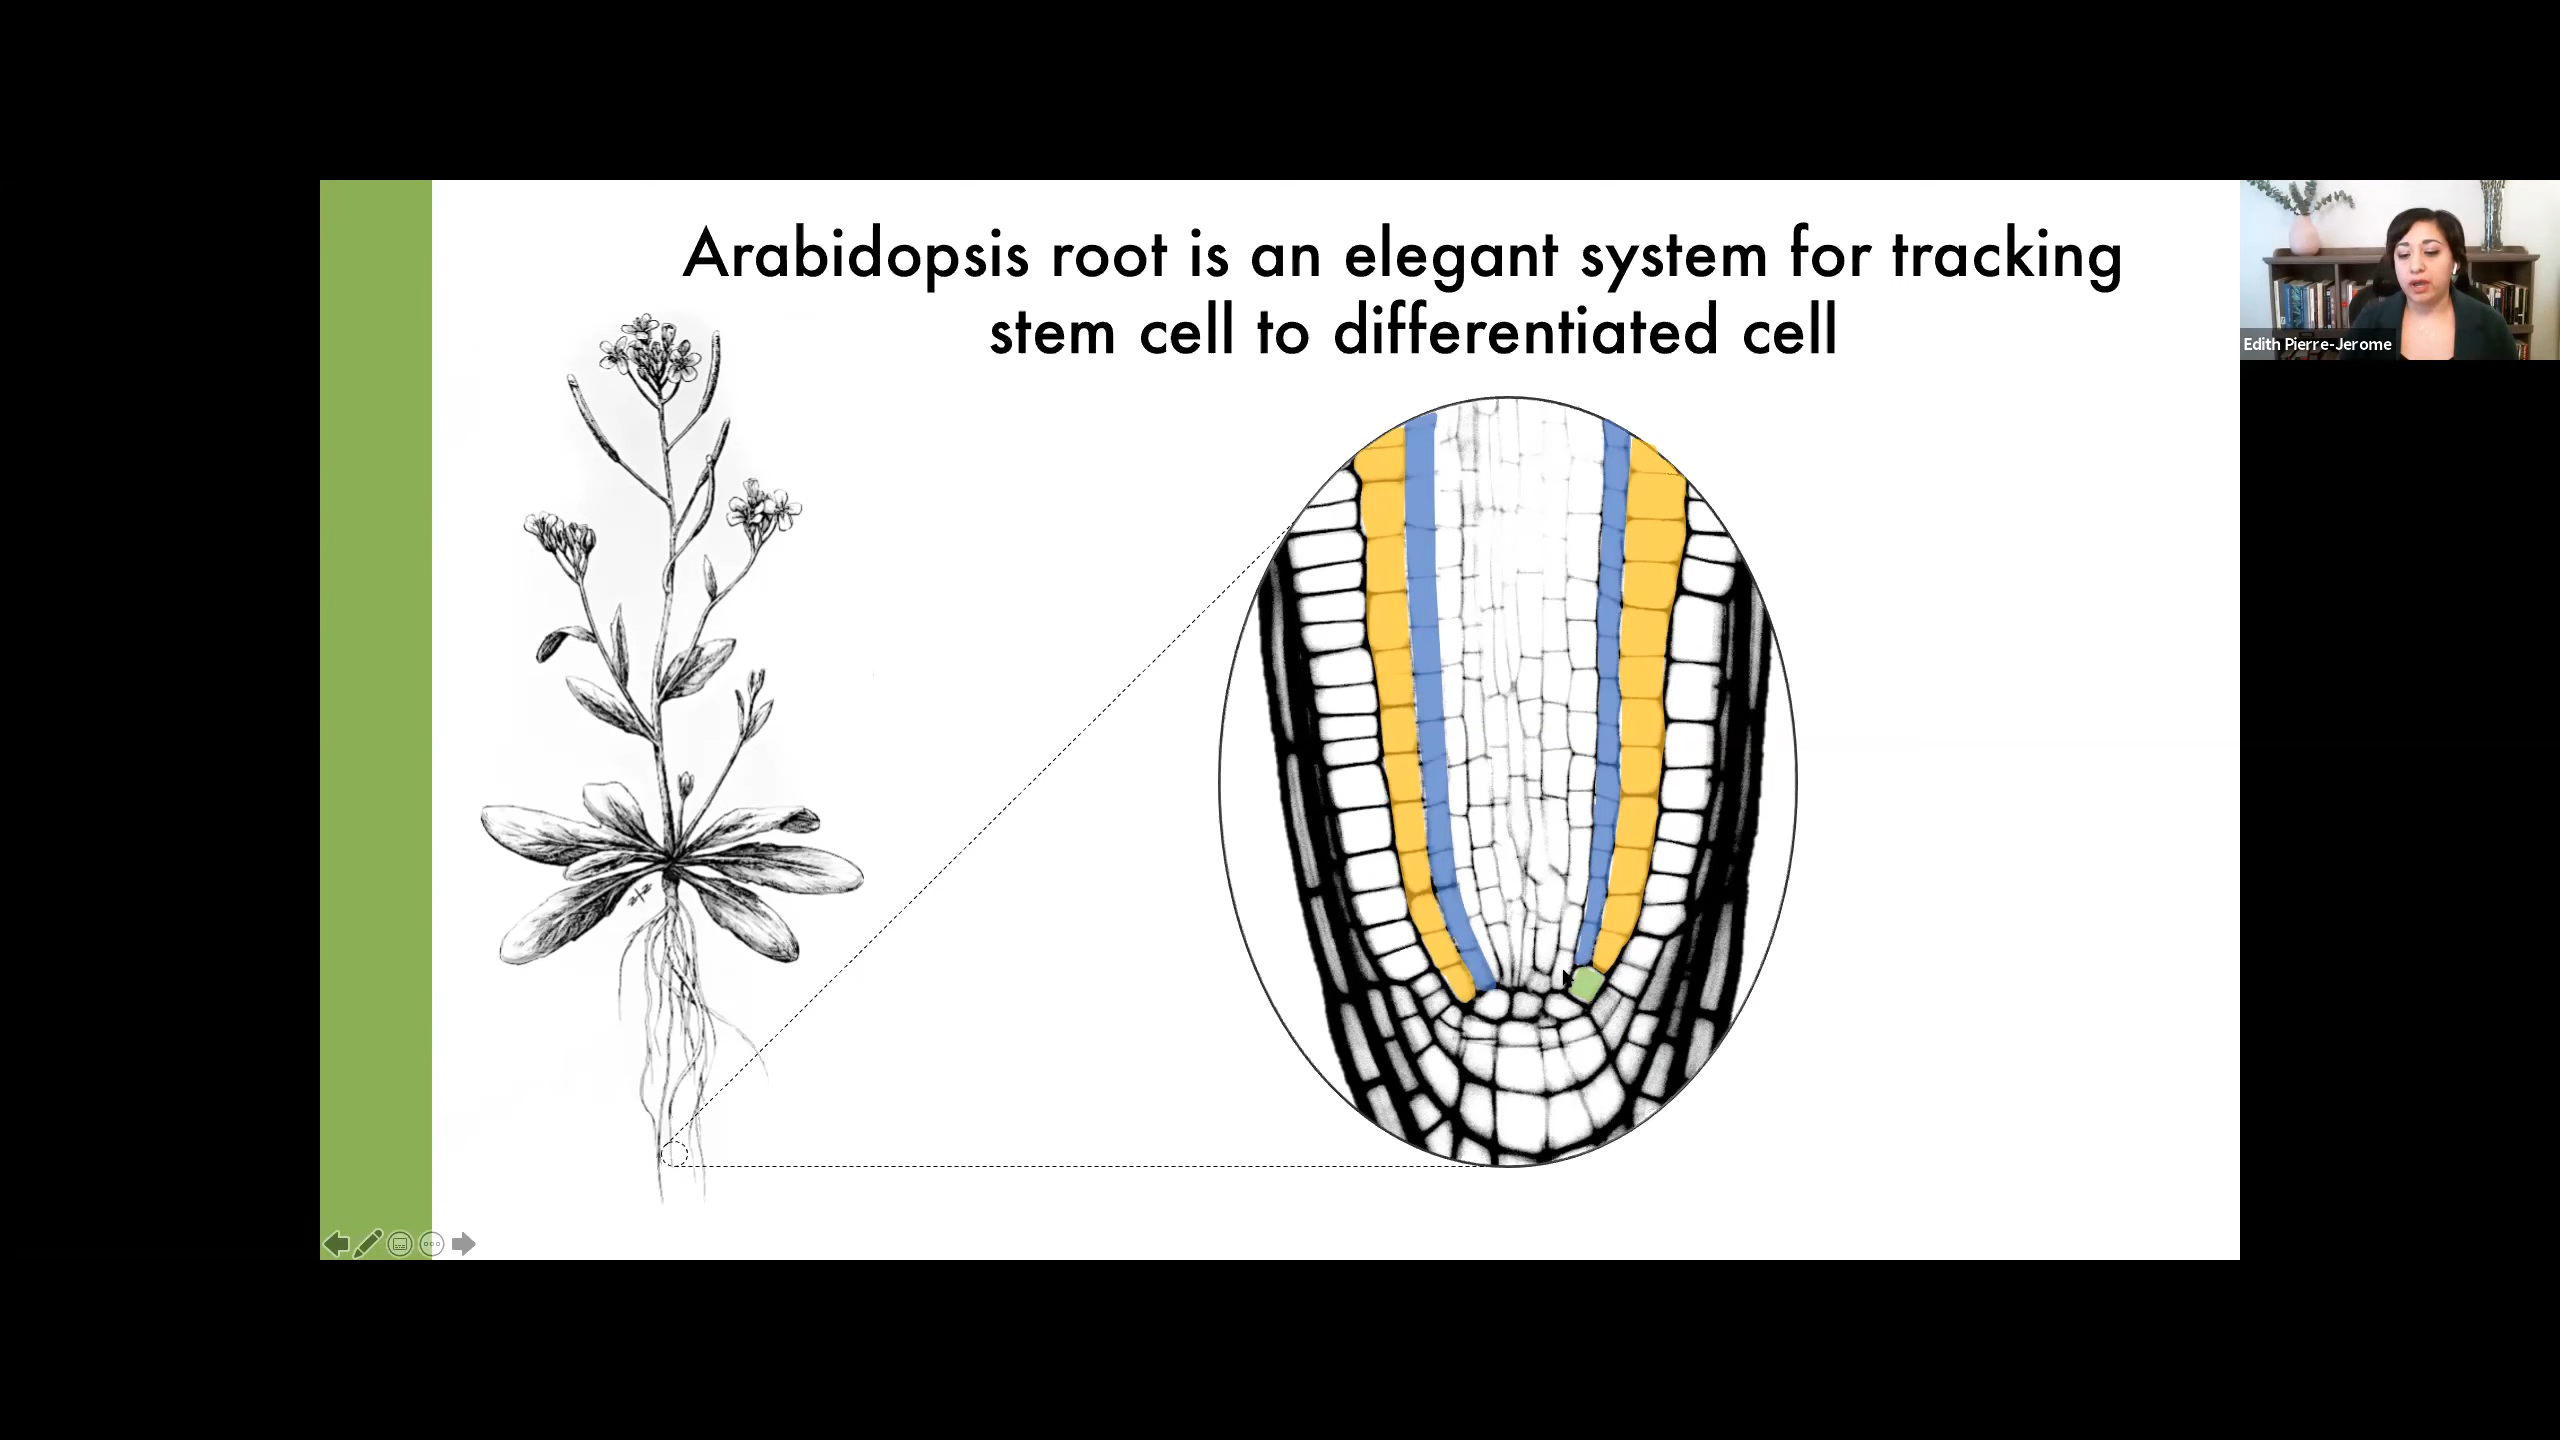 Arabidopsis root is an elegant system for tracking
stem cell to differentiated cell
Edith Pierre-Jerome